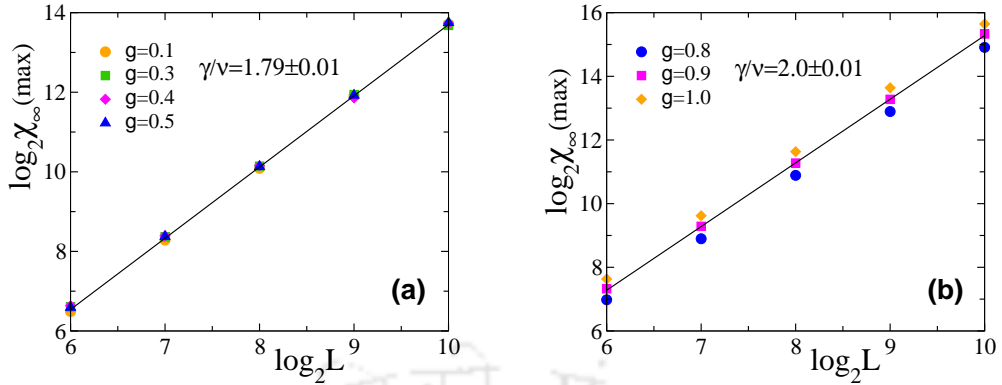 14
12
10
8
6
6
7
8
9
10
log₂χ∞(max)
log₂L
g=0.1
g=0.3
g=0.4
g=0.5
γ/ν=1.79±0.01
(a)
16
14
12
10
8
6
6
7
8
9
10
log₂χ∞(max)
log₂L
g=0.8
g=0.9
g=1.0
γ/ν=2.0±0.01
(b)